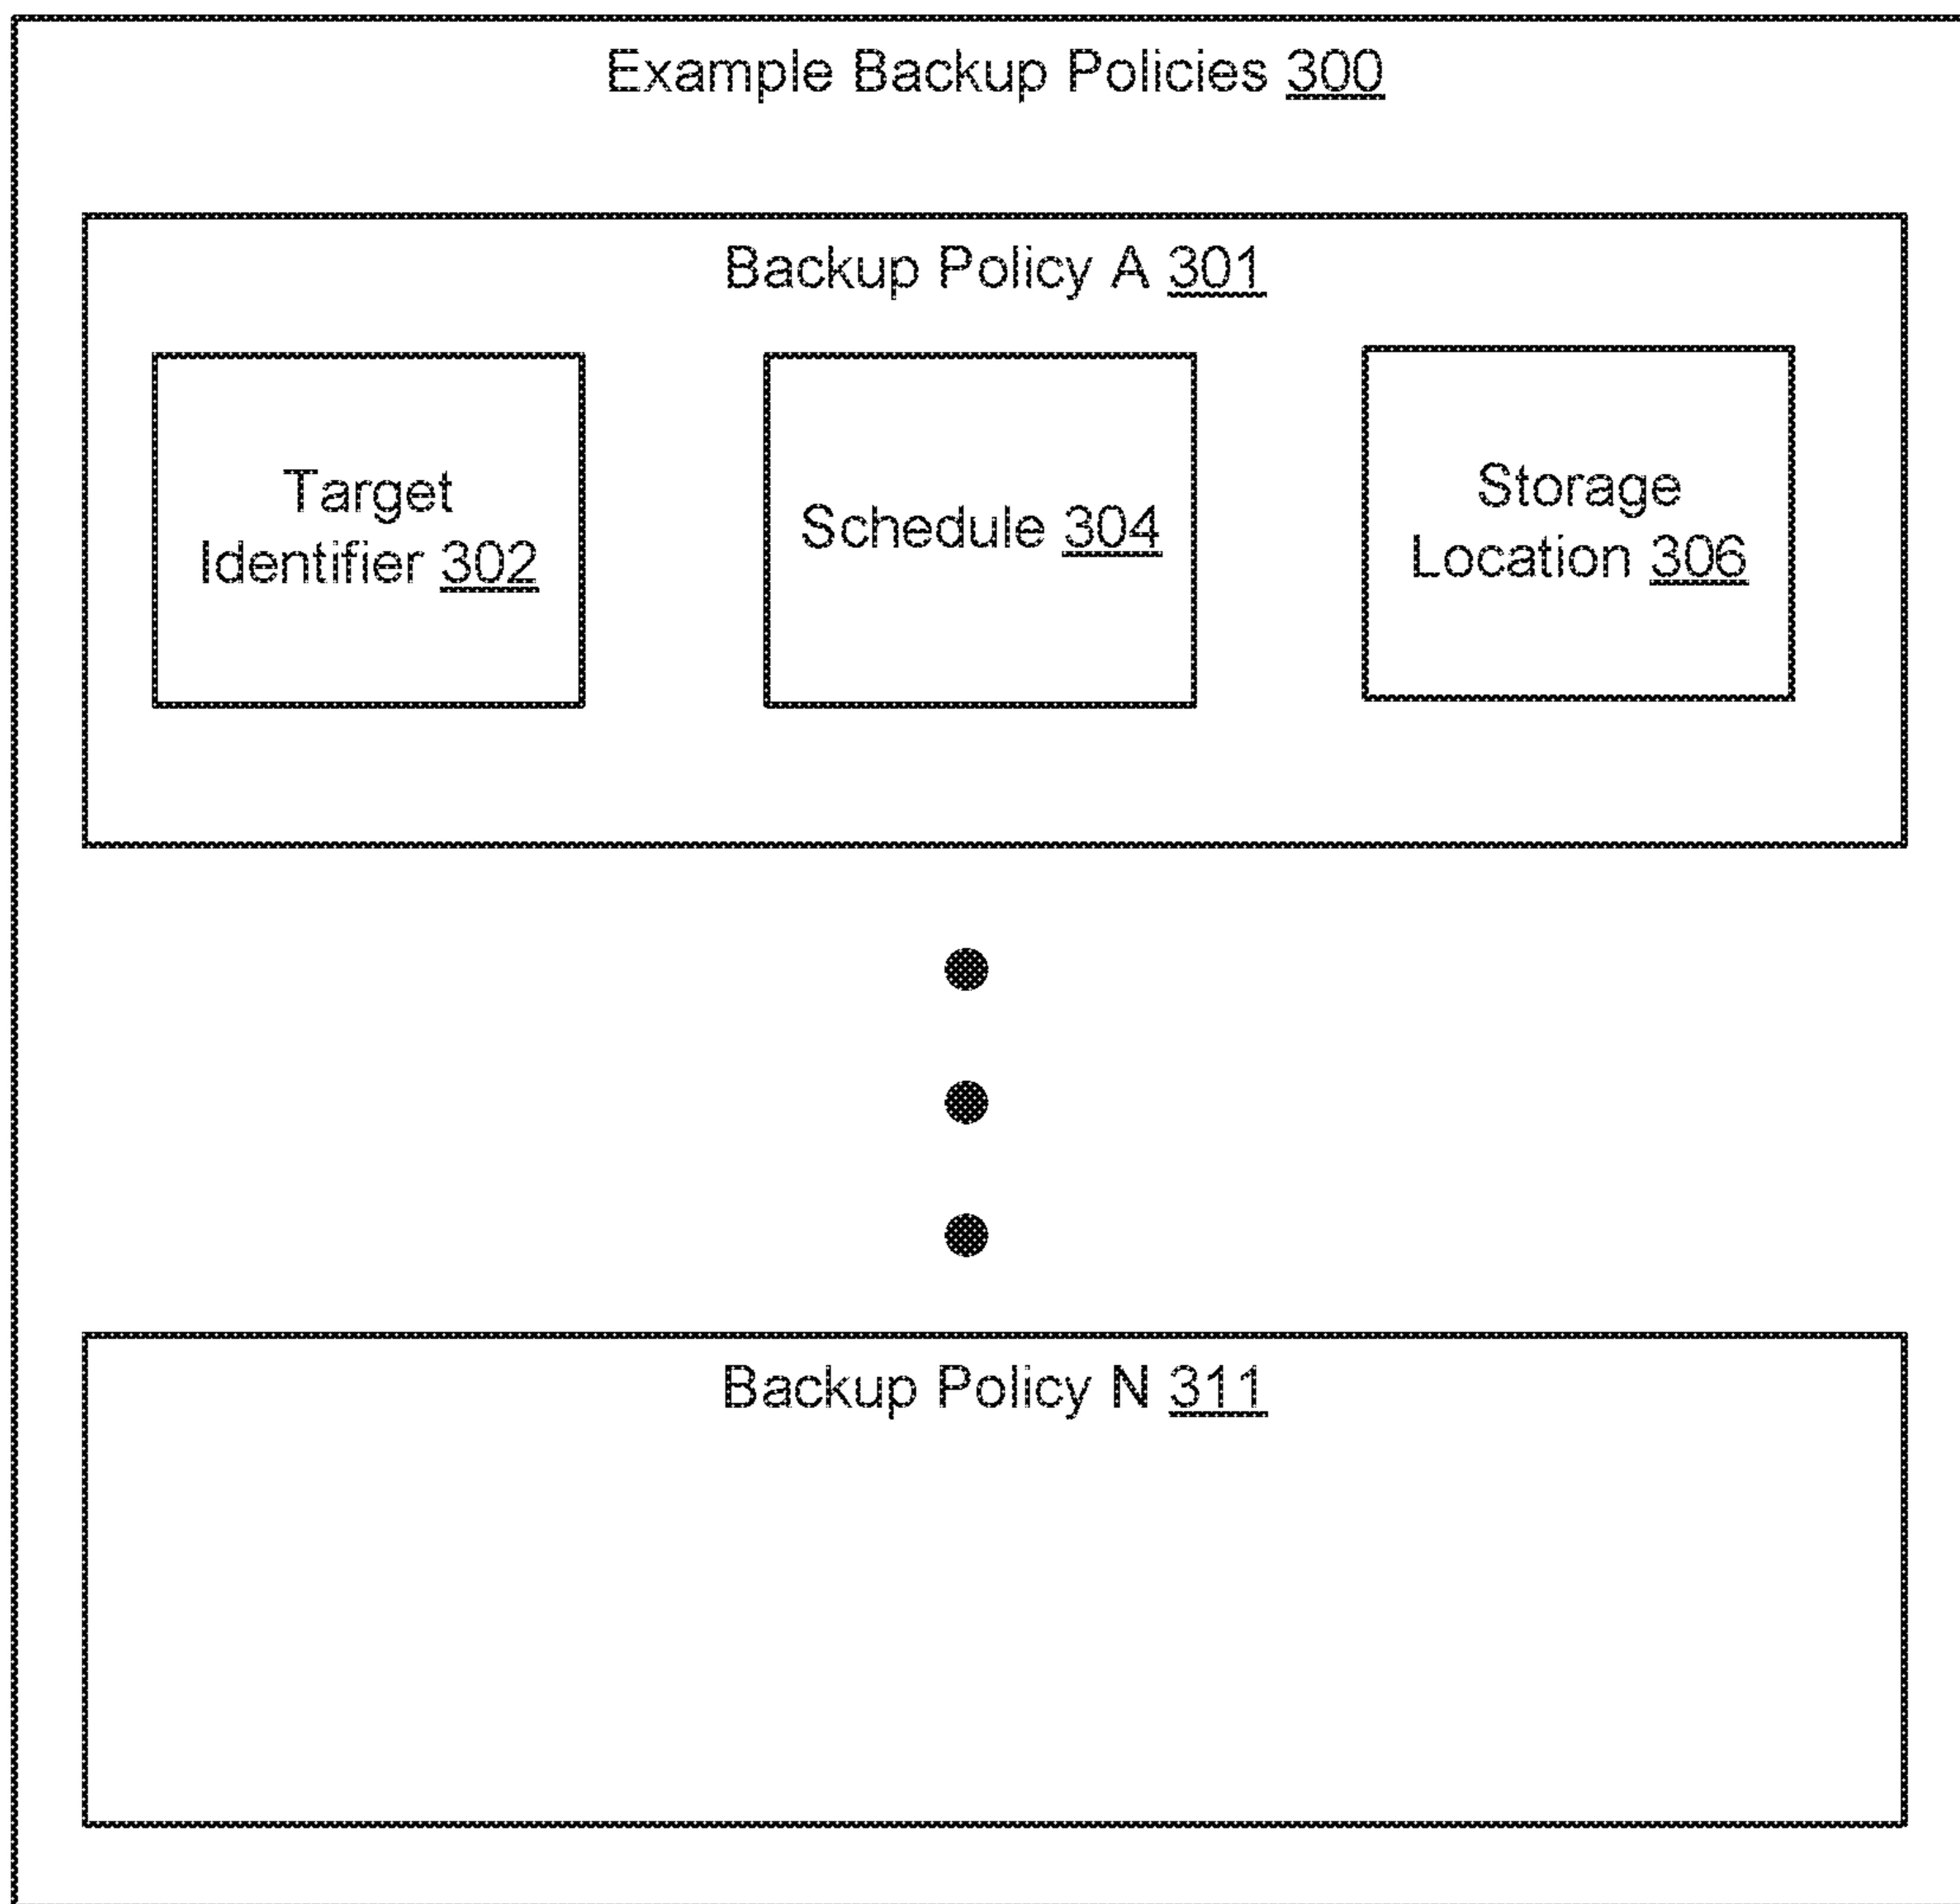 Example Backup Policies 300
Backup Policy A 301
Target
Identifier 302
Schedule 304
Storage
Location 306
Backup Policy N 311